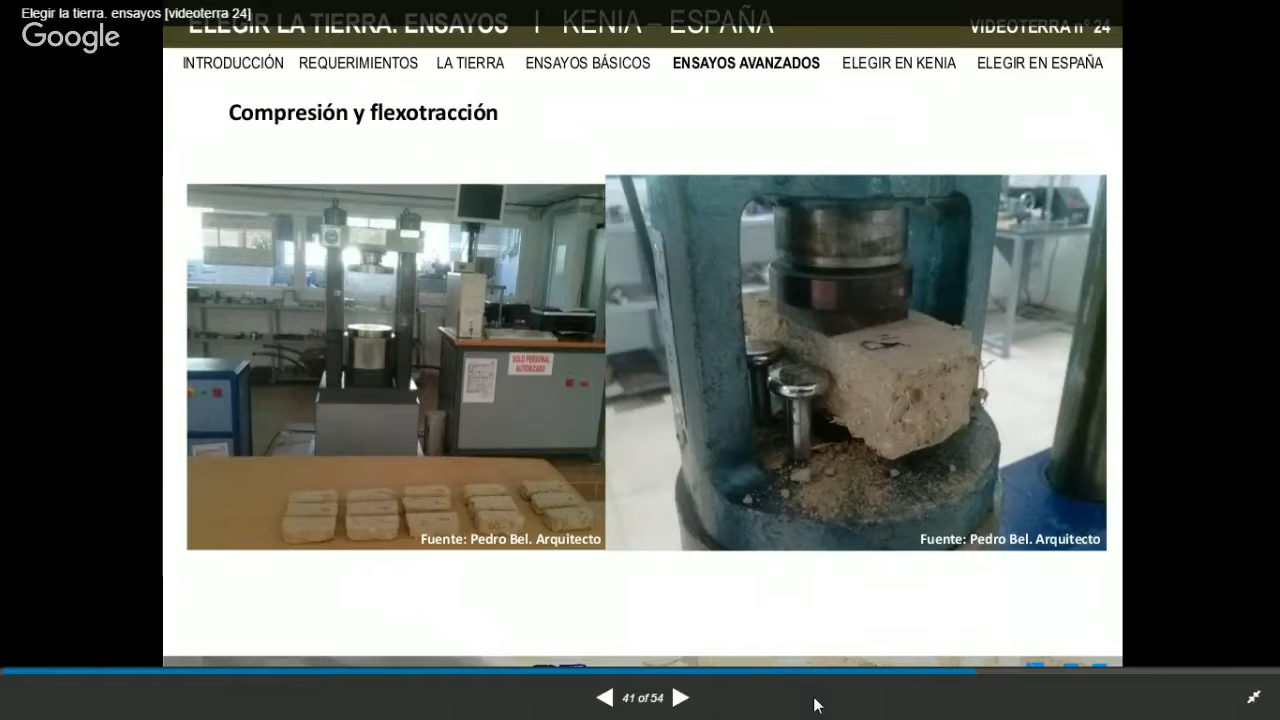 Elegir la tierra. ensayos [videoterra 24]
Google
ELEGIR LA TIERRA. ENSAYOS | KENIA – ESPAÑA
VIDEOTERRA nº 24
INTRODUCCIÓN REQUERIMIENTOS LA TIERRA ENSAYOS BÁSICOS ENSAYOS AVANZADOS ELEGIR EN KENIA ELEGIR EN ESPAÑA
Compresión y flexotracción
SOLO PERSONAL
AUTORIZADO
Fuente: Pedro Bel. Arquitecto
Fuente: Pedro Bel. Arquitecto
41 of 54